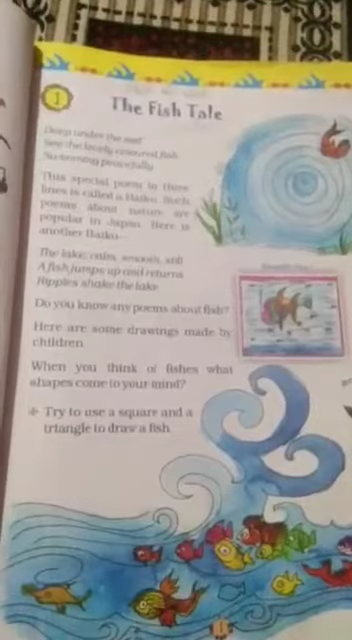 1
The Fish Tale
Deep under the sea
See the lovely coloured fish
Swimming peacefully
This special poem in three
lines is called a Haiku. Such
poems about nature are
popular in Japan. Here is
another Haiku–
The lake, calm, smooth, still
A fish jumps up and returns
Ripples shake the lake
Do you know any poems about fish?
Here are some drawings made by
children
When you think of fishes what
shapes come to your mind?
Try to use a square and a
triangle to draw a fish